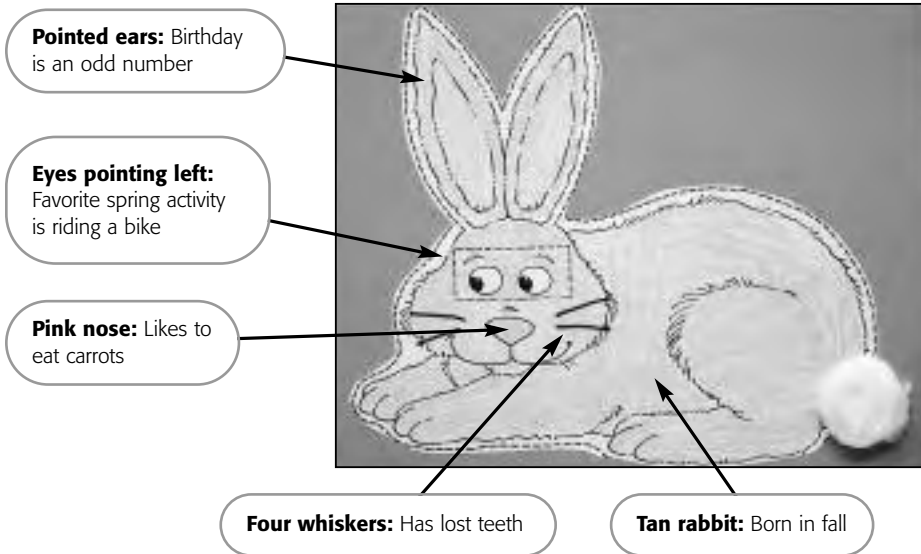 Pointed ears: Birthday
is an odd number
Eyes pointing left:
Favorite spring activity
is riding a bike
Pink nose: Likes to
eat carrots
Four whiskers: Has lost teeth
Tan rabbit: Born in fall